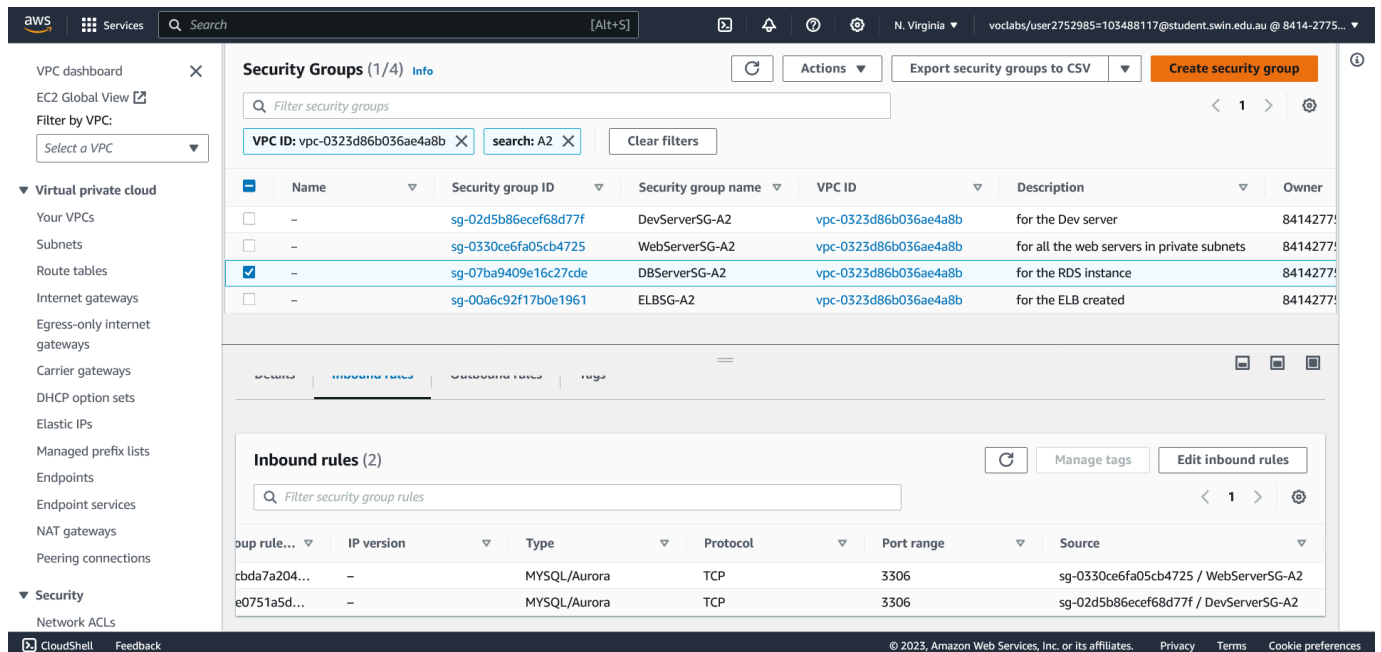 aws Services Search [Alt+S] N. Virginia voclabs/user2752985=103488117@student.swin.edu.au @ 8414-2775...
VPC dashboard
EC2 Global View
Filter by VPC:
Select a VPC
Virtual private cloud
Your VPCs
Subnets
Route tables
Internet gateways
Egress-only internet
gateways
Carrier gateways
DHCP option sets
Elastic IPs
Managed prefix lists
Endpoints
Endpoint services
NAT gateways
Peering connections
Security
Network ACLs
Security Groups (1/4) Info Actions Export security groups to CSV Create security group
Filter security groups 1
VPC ID: vpc-0323d86b036ae4a8b search: A2 Clear filters
Name Security group ID Security group name VPC ID Description Owner
– sg-02d5b86ecef68d77f DevServerSG-A2 vpc-0323d86b036ae4a8b for the Dev server 84142775
– sg-0330ce6fa05cb4725 WebServerSG-A2 vpc-0323d86b036ae4a8b for all the web servers in private subnets 84142775
– sg-07ba9409e16c27cde DBServerSG-A2 vpc-0323d86b036ae4a8b for the RDS instance 84142775
– sg-00a6c92f17b0e1961 ELBSG-A2 vpc-0323d86b036ae4a8b for the ELB created 84142775
Details Inbound rules Outbound rules Tags
Inbound rules (2) Manage tags Edit inbound rules
Filter security group rules 1
oup rule... IP version Type Protocol Port range Source
cbda7a204... – MYSQL/Aurora TCP 3306 sg-0330ce6fa05cb4725 / WebServerSG-A2
e0751a5d... – MYSQL/Aurora TCP 3306 sg-02d5b86ecef68d77f / DevServerSG-A2
CloudShell Feedback © 2023, Amazon Web Services, Inc. or its affiliates. Privacy Terms Cookie preferences